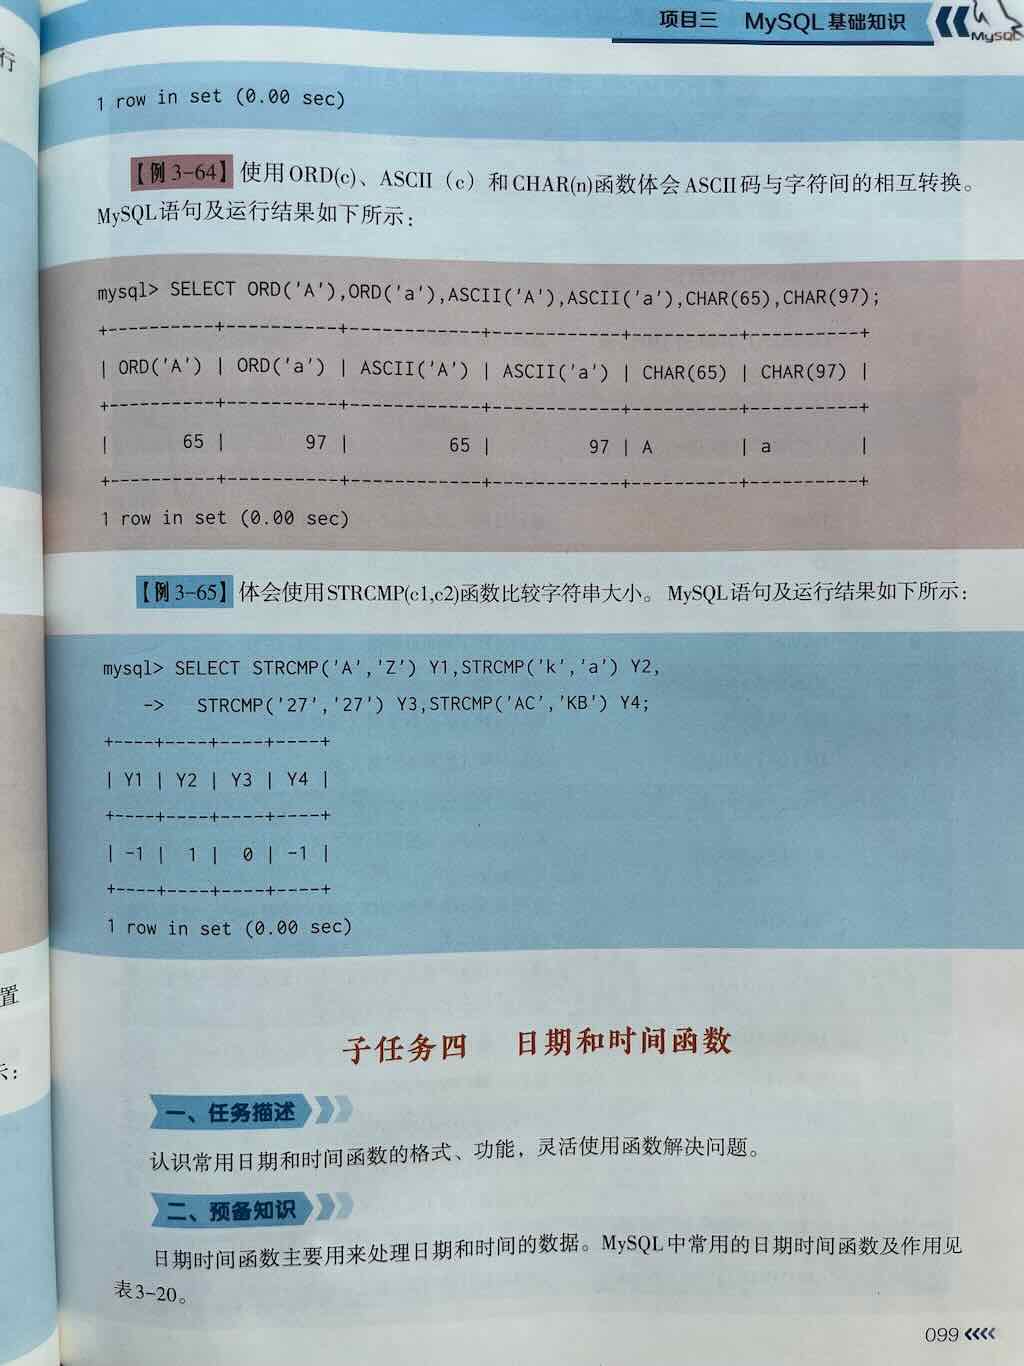 项目三 MySQL基础知识
MySQL
行
1 row in set (0.00 sec)
【例 3-64】 使用ORD(c)、ASCII（c）和CHAR(n)函数体会ASCII码与字符间的相互转换。
MySQL语句及运行结果如下所示：
mysql> SELECT ORD('A'),ORD('a'),ASCII('A'),ASCII('a'),CHAR(65),CHAR(97);
+----------+----------+------------+------------+----------+----------+
| ORD('A') | ORD('a') | ASCII('A') | ASCII('a') | CHAR(65) | CHAR(97) |
+----------+----------+------------+------------+----------+----------+
|       65 |       97 |         65 |         97 | A        | a        |
+----------+----------+------------+------------+----------+----------+
1 row in set (0.00 sec)
【例 3-65】 体会使用STRCMP(c1,c2)函数比较字符串大小。MySQL语句及运行结果如下所示：
mysql> SELECT STRCMP('A','Z') Y1,STRCMP('k','a') Y2,
    ->   STRCMP('27','27') Y3,STRCMP('AC','KB') Y4;
+----+----+----+----+
| Y1 | Y2 | Y3 | Y4 |
+----+----+----+----+
| -1 |  1 |  0 | -1 |
+----+----+----+----+
1 row in set (0.00 sec)
置
示：
子任务四 日期和时间函数
一、任务描述
认识常用日期和时间函数的格式、功能，灵活使用函数解决问题。
二、预备知识
日期时间函数主要用来处理日期和时间的数据。MySQL中常用的日期时间函数及作用见
表3-20。
099